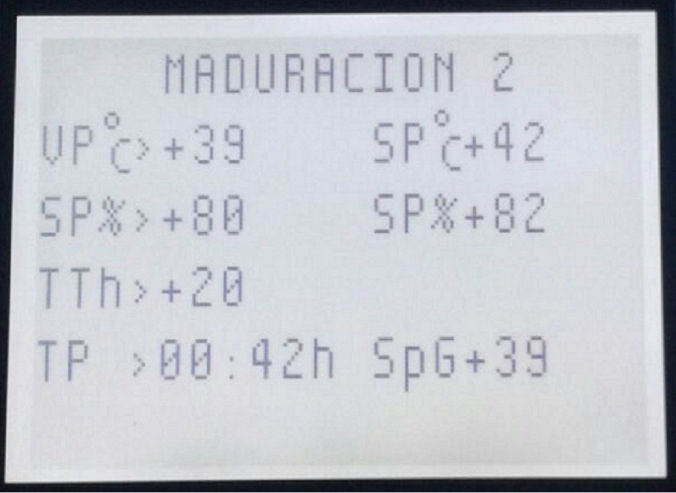 MADURACION 2
VP°C>+39 SP°C+42
SP%>+80 SP%+82
TTh>+20
TP >00:42h SpG+39